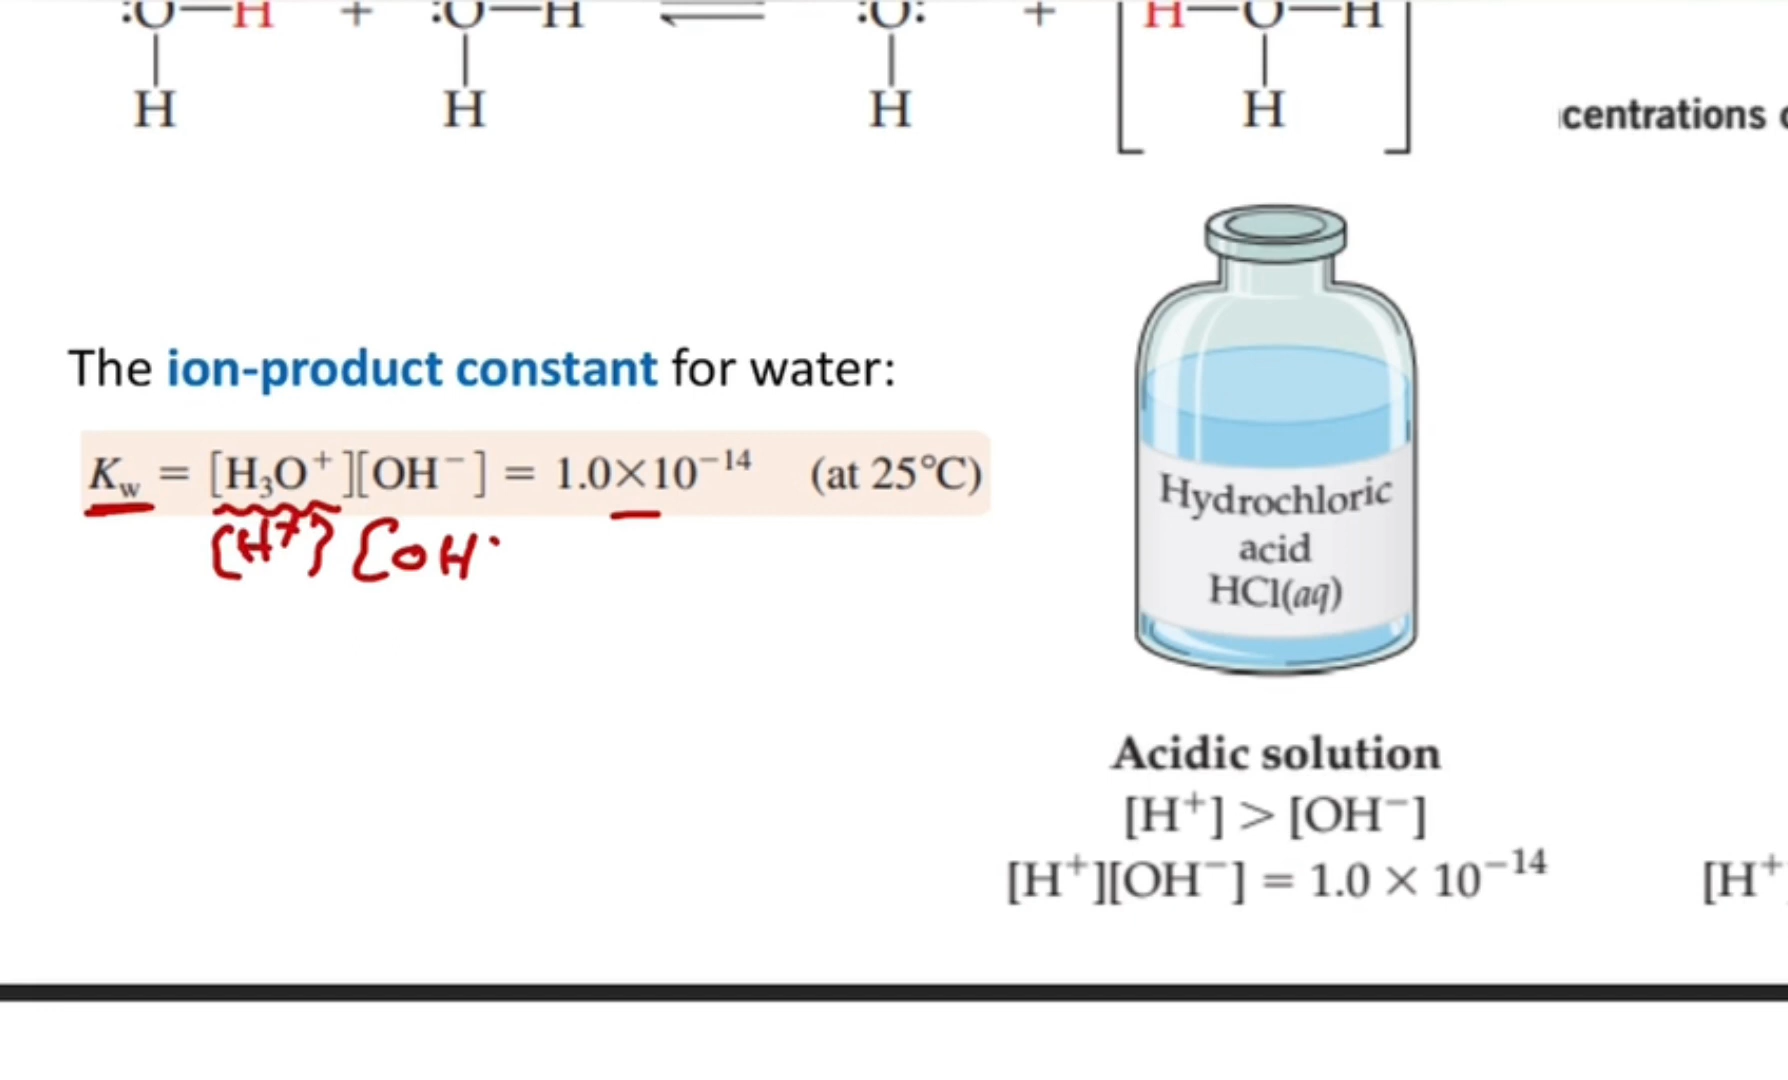 :O—H + :O—H ⇌ :O: + [H—O—H
H H H H]
centrations
The ion-product constant for water:
K_w = [H₃O⁺][OH⁻] = 1.0×10⁻¹⁴ (at 25°C)
[H⁺] [OH
Hydrochloric
acid
HCl(aq)
Acidic solution
[H⁺] > [OH⁻]
[H⁺][OH⁻] = 1.0 × 10⁻¹⁴
[H⁺